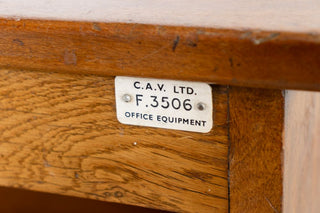 C.A.V. LTD.
F.3506
OFFICE EQUIPMENT